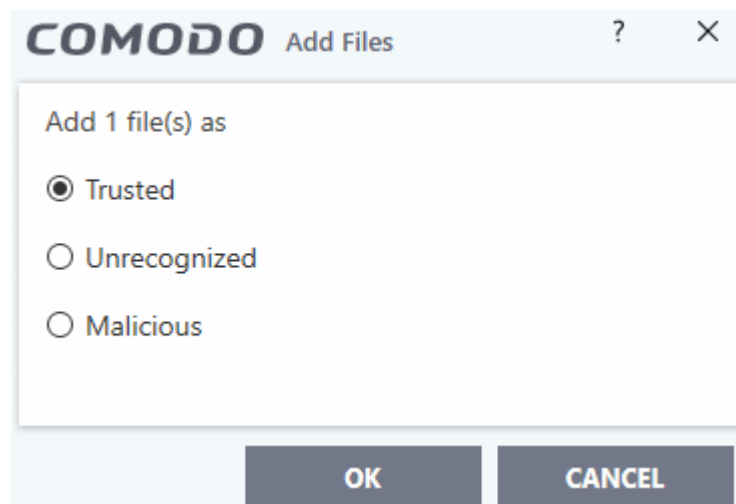 COMODO Add Files ? ×
Add 1 file(s) as
Trusted
Unrecognized
Malicious
OK CANCEL